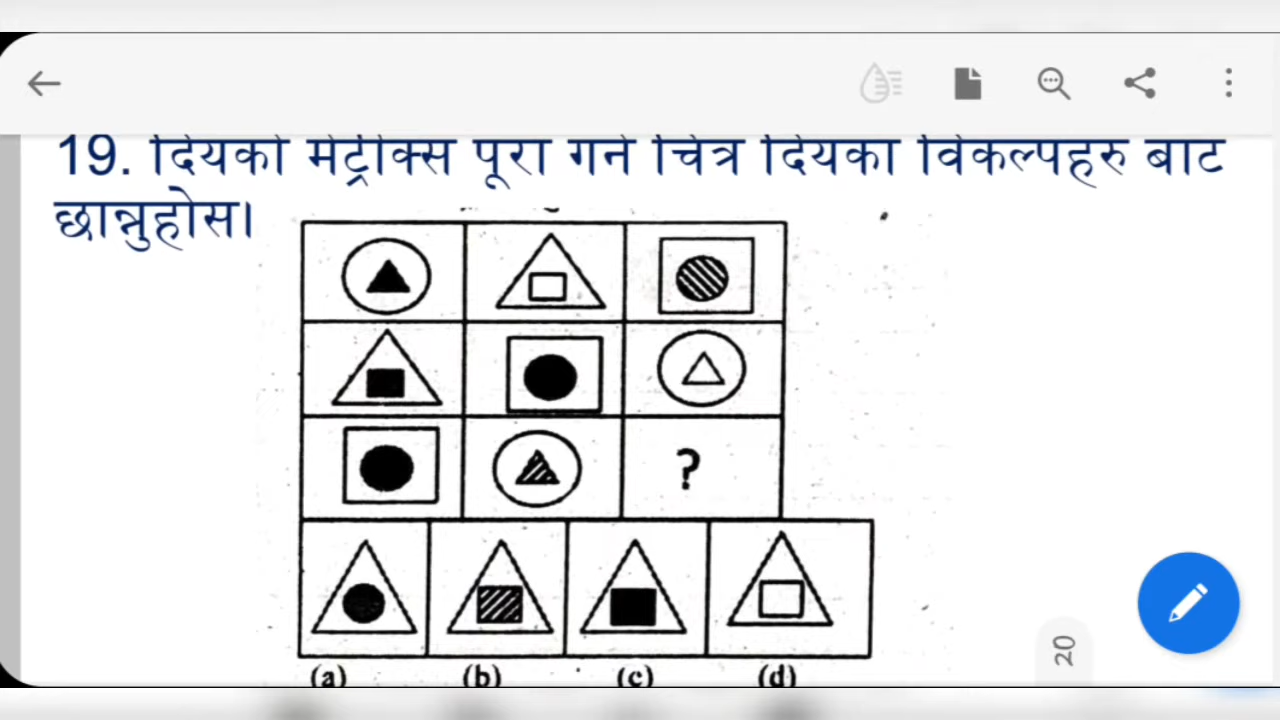 19. दियको मेट्रीक्स पूरा गर्ने चित्र दियका विकल्पहरु बाट
छान्नुहोस।
?
(a) (b) (c) (d)
20